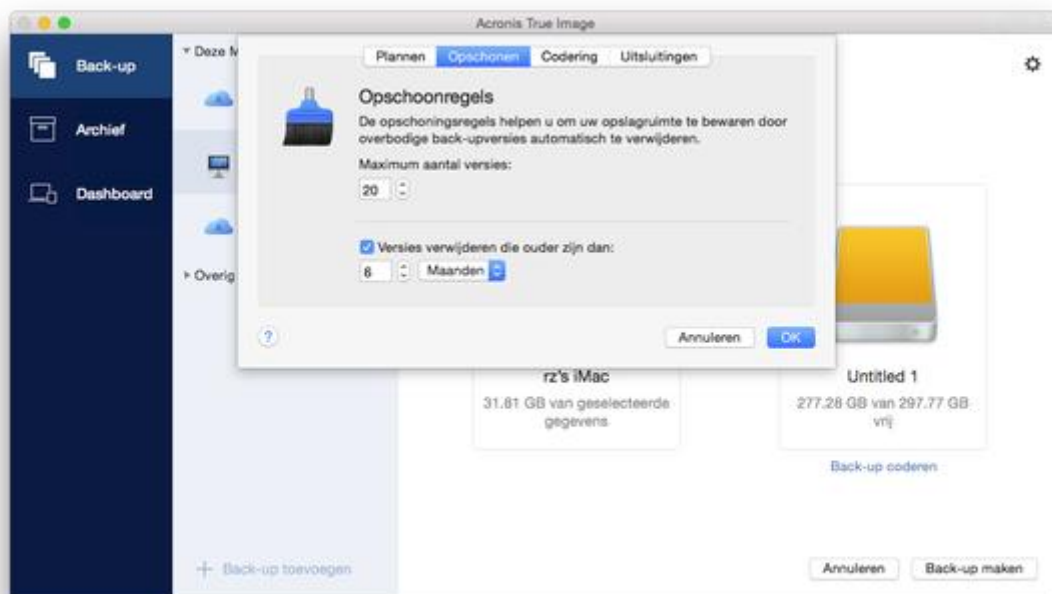 Acronis True Image
Back-up
Archief
Dashboard
Deze M
Overig
Back-up toevoegen
Plannen
Opschonen
Codering
Uitsluitingen
Opschoonregels
De opschoningsregels helpen u om uw opslagruimte te bewaren door
overbodige back-upversies automatisch te verwijderen.
Maximum aantal versies:
20
Versies verwijderen die ouder zijn dan:
6 Maanden
?
Annuleren
OK
rz's iMac
31.81 GB van geselecteerde
gegevens
Untitled 1
277.28 GB van 297.77 GB
vrij
Back-up coderen
Annuleren
Back-up maken